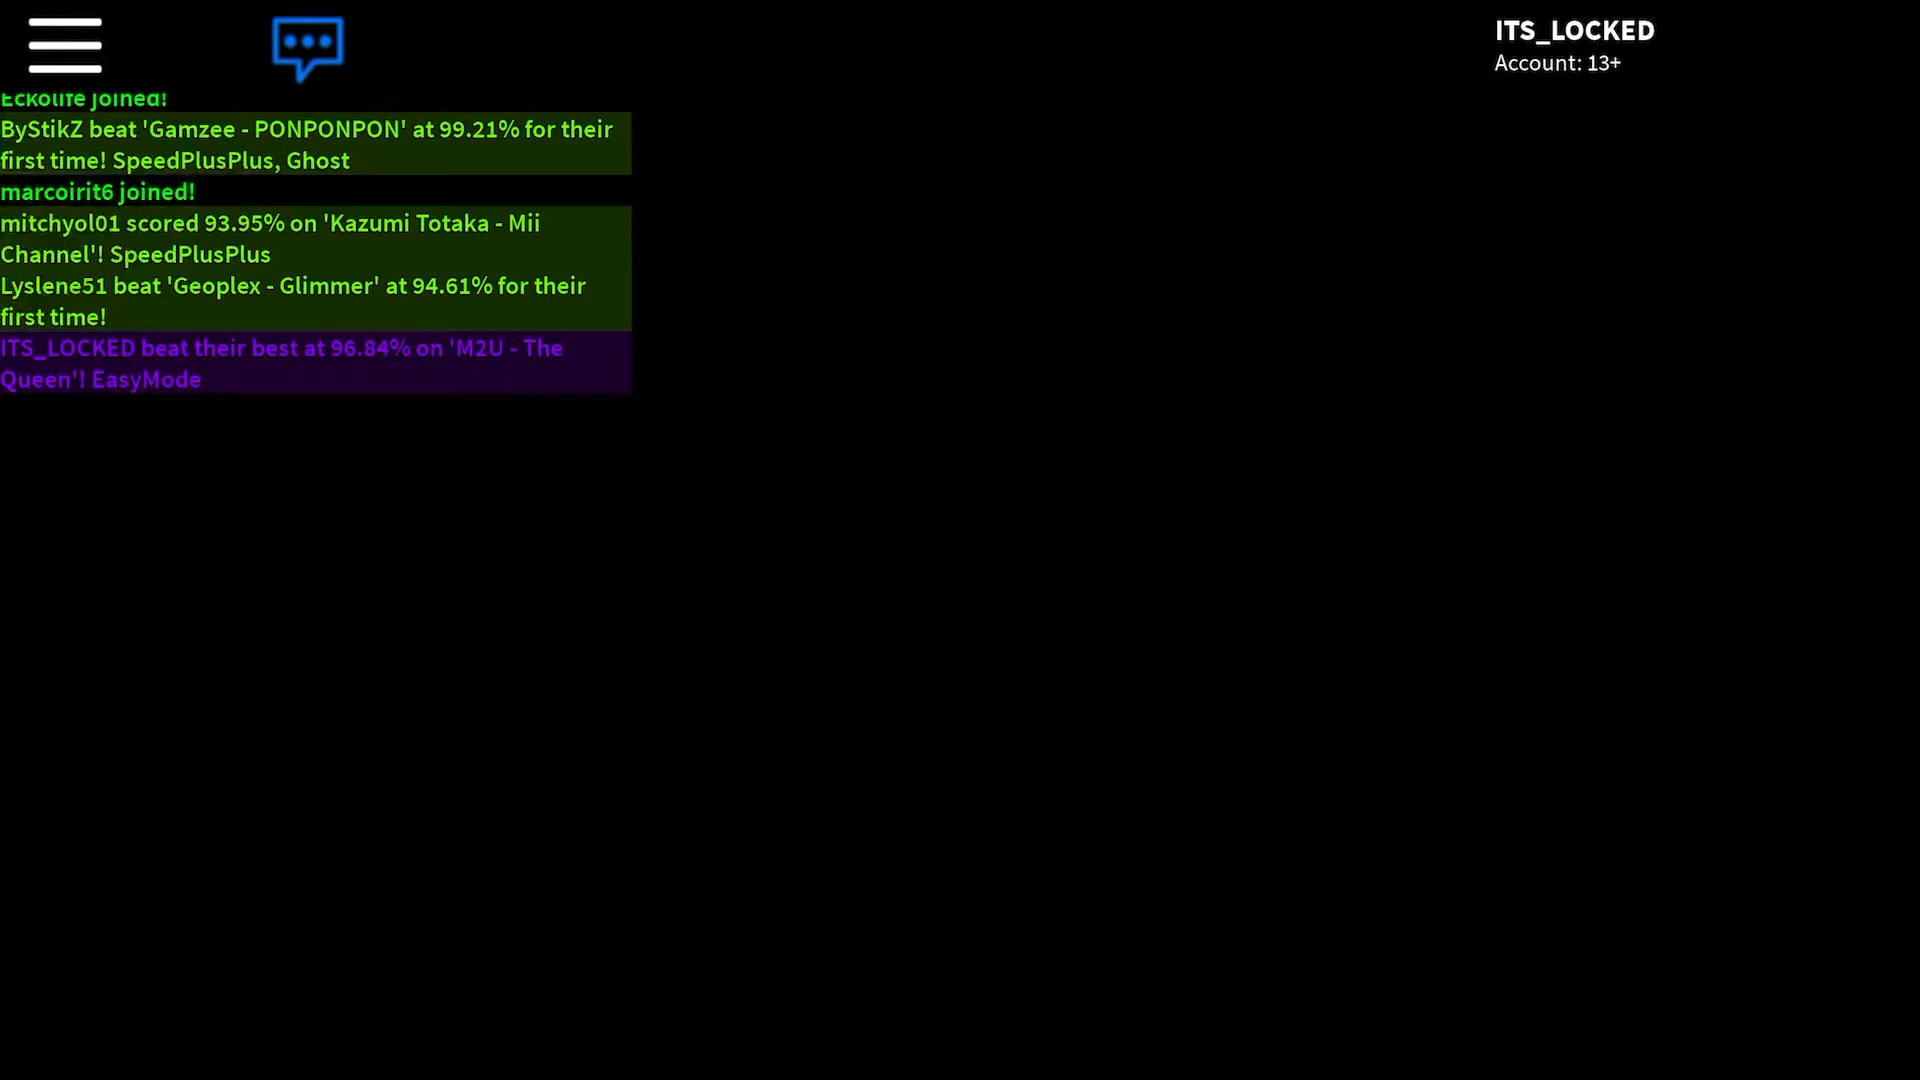 ITS_LOCKED
Account: 13+
Eckolife joined!
ByStikZ beat 'Gamzee - PONPONPON' at 99.21% for their
first time! SpeedPlusPlus, Ghost
marcoirit6 joined!
mitchyol01 scored 93.95% on 'Kazumi Totaka - Mii
Channel'! SpeedPlusPlus
Lyslene51 beat 'Geoplex - Glimmer' at 94.61% for their
first time!
ITS_LOCKED beat their best at 96.84% on 'M2U - The
Queen'! EasyMode